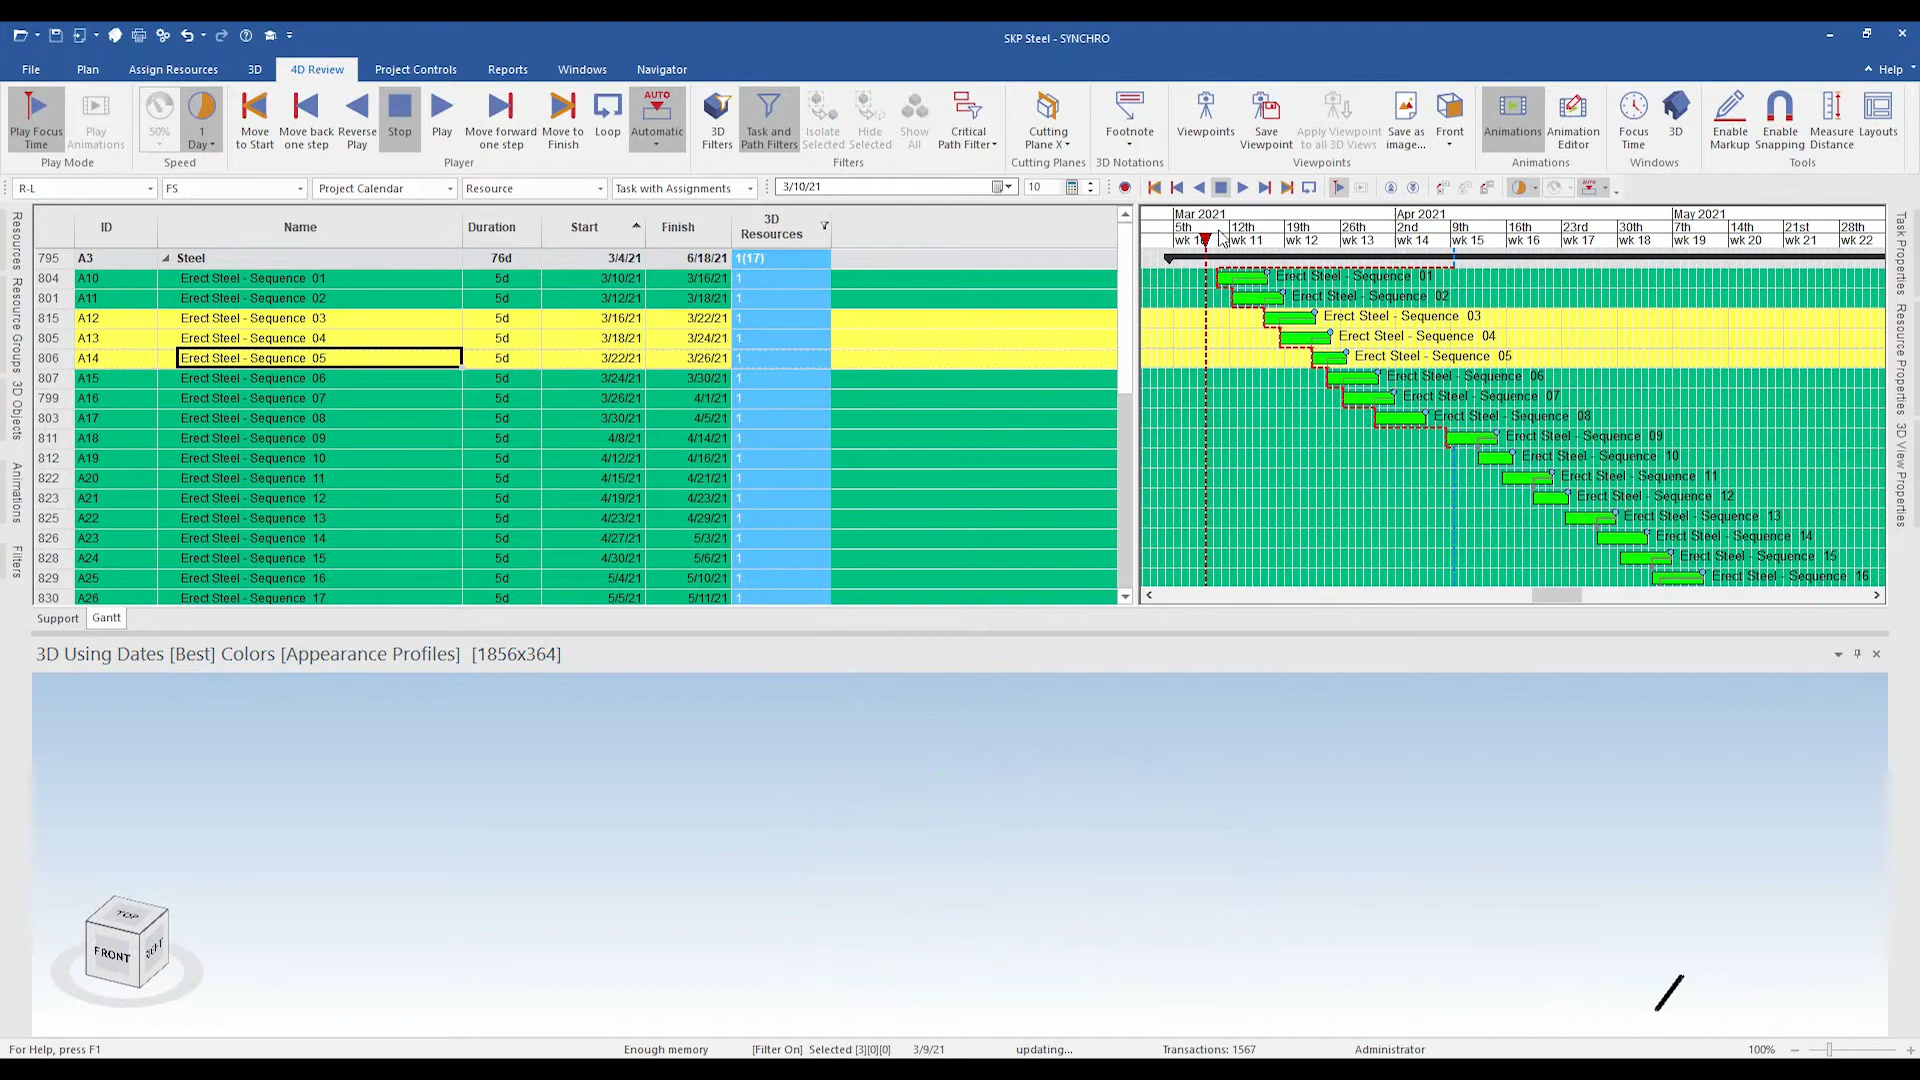 SKP Steel - SYNCHRO
File Plan Assign Resources 3D 4D Review Project Controls Reports Windows Navigator Help
Play Focus Time
Play Animations
50%
1 Day
Move to Start
Move back one step
Reverse Play
Stop
Play
Move forward one step
Move to Finish
Loop
AUTO
Automatic
3D Filters
Task and Path Filters
Isolate Selected
Hide Selected
Show All
Critical Path Filter
Cutting Plane X
Footnote
Viewpoints
Save Viewpoint
Apply Viewpoint to all 3D Views
Save as image...
Front
Animations
Animation Editor
Focus Time
3D
Enable Markup
Enable Snapping
Measure Distance
Layouts
Play Mode Speed Player Filters Cutting Planes 3D Notations Viewpoints Animations Windows Tools
R-L FS Project Calendar Resource Task with Assignments 3/10/21 10
ID Name Duration Start Finish 3D Resources
795 A3 Steel 76d 3/4/21 6/18/21 1(17)
804 A10 Erect Steel - Sequence 01 5d 3/10/21 3/16/21 1
801 A11 Erect Steel - Sequence 02 5d 3/12/21 3/18/21 1
815 A12 Erect Steel - Sequence 03 5d 3/16/21 3/22/21 1
805 A13 Erect Steel - Sequence 04 5d 3/18/21 3/24/21 1
806 A14 Erect Steel - Sequence 05 5d 3/22/21 3/26/21 1
807 A15 Erect Steel - Sequence 06 5d 3/24/21 3/30/21 1
799 A16 Erect Steel - Sequence 07 5d 3/26/21 4/1/21 1
803 A17 Erect Steel - Sequence 08 5d 3/30/21 4/5/21 1
811 A18 Erect Steel - Sequence 09 5d 4/8/21 4/14/21 1
812 A19 Erect Steel - Sequence 10 5d 4/12/21 4/16/21 1
822 A20 Erect Steel - Sequence 11 5d 4/15/21 4/21/21 1
823 A21 Erect Steel - Sequence 12 5d 4/19/21 4/23/21 1
825 A22 Erect Steel - Sequence 13 5d 4/23/21 4/29/21 1
826 A23 Erect Steel - Sequence 14 5d 4/27/21 5/3/21 1
828 A24 Erect Steel - Sequence 15 5d 4/30/21 5/6/21 1
829 A25 Erect Steel - Sequence 16 5d 5/4/21 5/10/21 1
830 A26 Erect Steel - Sequence 17 5d 5/5/21 5/11/21 1
Mar 2021 Apr 2021 May 2021
5th 12th 19th 26th 2nd 9th 16th 23rd 30th 7th 14th 21st 28th
wk 11 wk 12 wk 13 wk 14 wk 15 wk 16 wk 17 wk 18 wk 19 wk 20 wk 21 wk 22
Erect Steel - Sequence 01
Erect Steel - Sequence 02
Erect Steel - Sequence 03
Erect Steel - Sequence 04
Erect Steel - Sequence 05
Erect Steel - Sequence 06
Erect Steel - Sequence 07
Erect Steel - Sequence 08
Erect Steel - Sequence 09
Erect Steel - Sequence 10
Erect Steel - Sequence 11
Erect Steel - Sequence 12
Erect Steel - Sequence 13
Erect Steel - Sequence 14
Erect Steel - Sequence 15
Erect Steel - Sequence 16
Resources
Resource Groups
3D Objects
Animations
Filters
Task Properties
Resource Properties
3D View Properties
Support Gantt
3D Using Dates [Best] Colors [Appearance Profiles] [1856x364]
TOP
FRONT
For Help, press F1 Enough memory [Filter On] Selected [3][0][0] 3/9/21 updating... Transactions: 1567 Administrator 100%